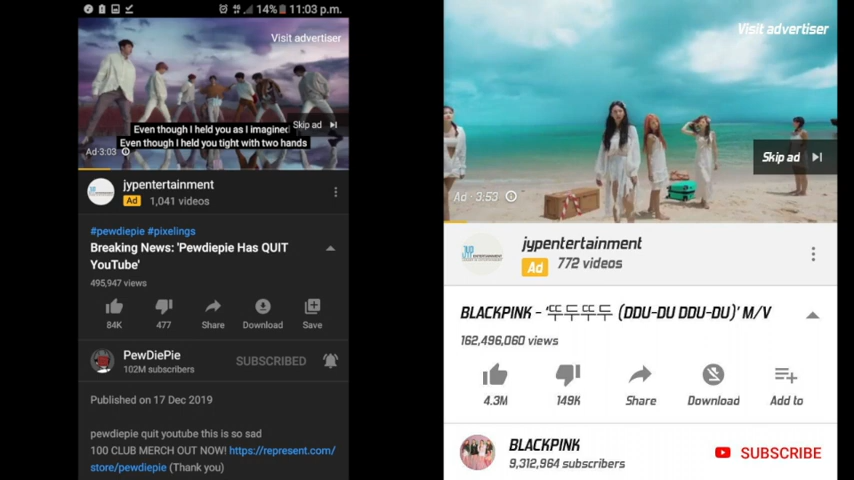 14% 11:03 p.m.
Visit advertiser
Even though I held you as I imagined
Even though I held you tight with two hands
Skip ad
Ad · 3:03
jypentertainment
Ad 1,041 videos
#pewdiepie #pixelings
Breaking News: 'Pewdiepie Has QUIT
YouTube'
495,947 views
84K 477 Share Download Save
PewDiePie
102M subscribers
SUBSCRIBED
Published on 17 Dec 2019
pewdiepie quit youtube this is so sad
100 CLUB MERCH OUT NOW! https://represent.com/
store/pewdiepie (Thank you)
Visit advertiser
Skip ad
Ad · 3:53
jypentertainment
Ad 772 videos
BLACKPINK - '뚜두뚜두 (DDU-DU DDU-DU)' M/V
162,496,060 views
4.3M 149K Share Download Add to
BLACKPINK
9,312,964 subscribers
SUBSCRIBE